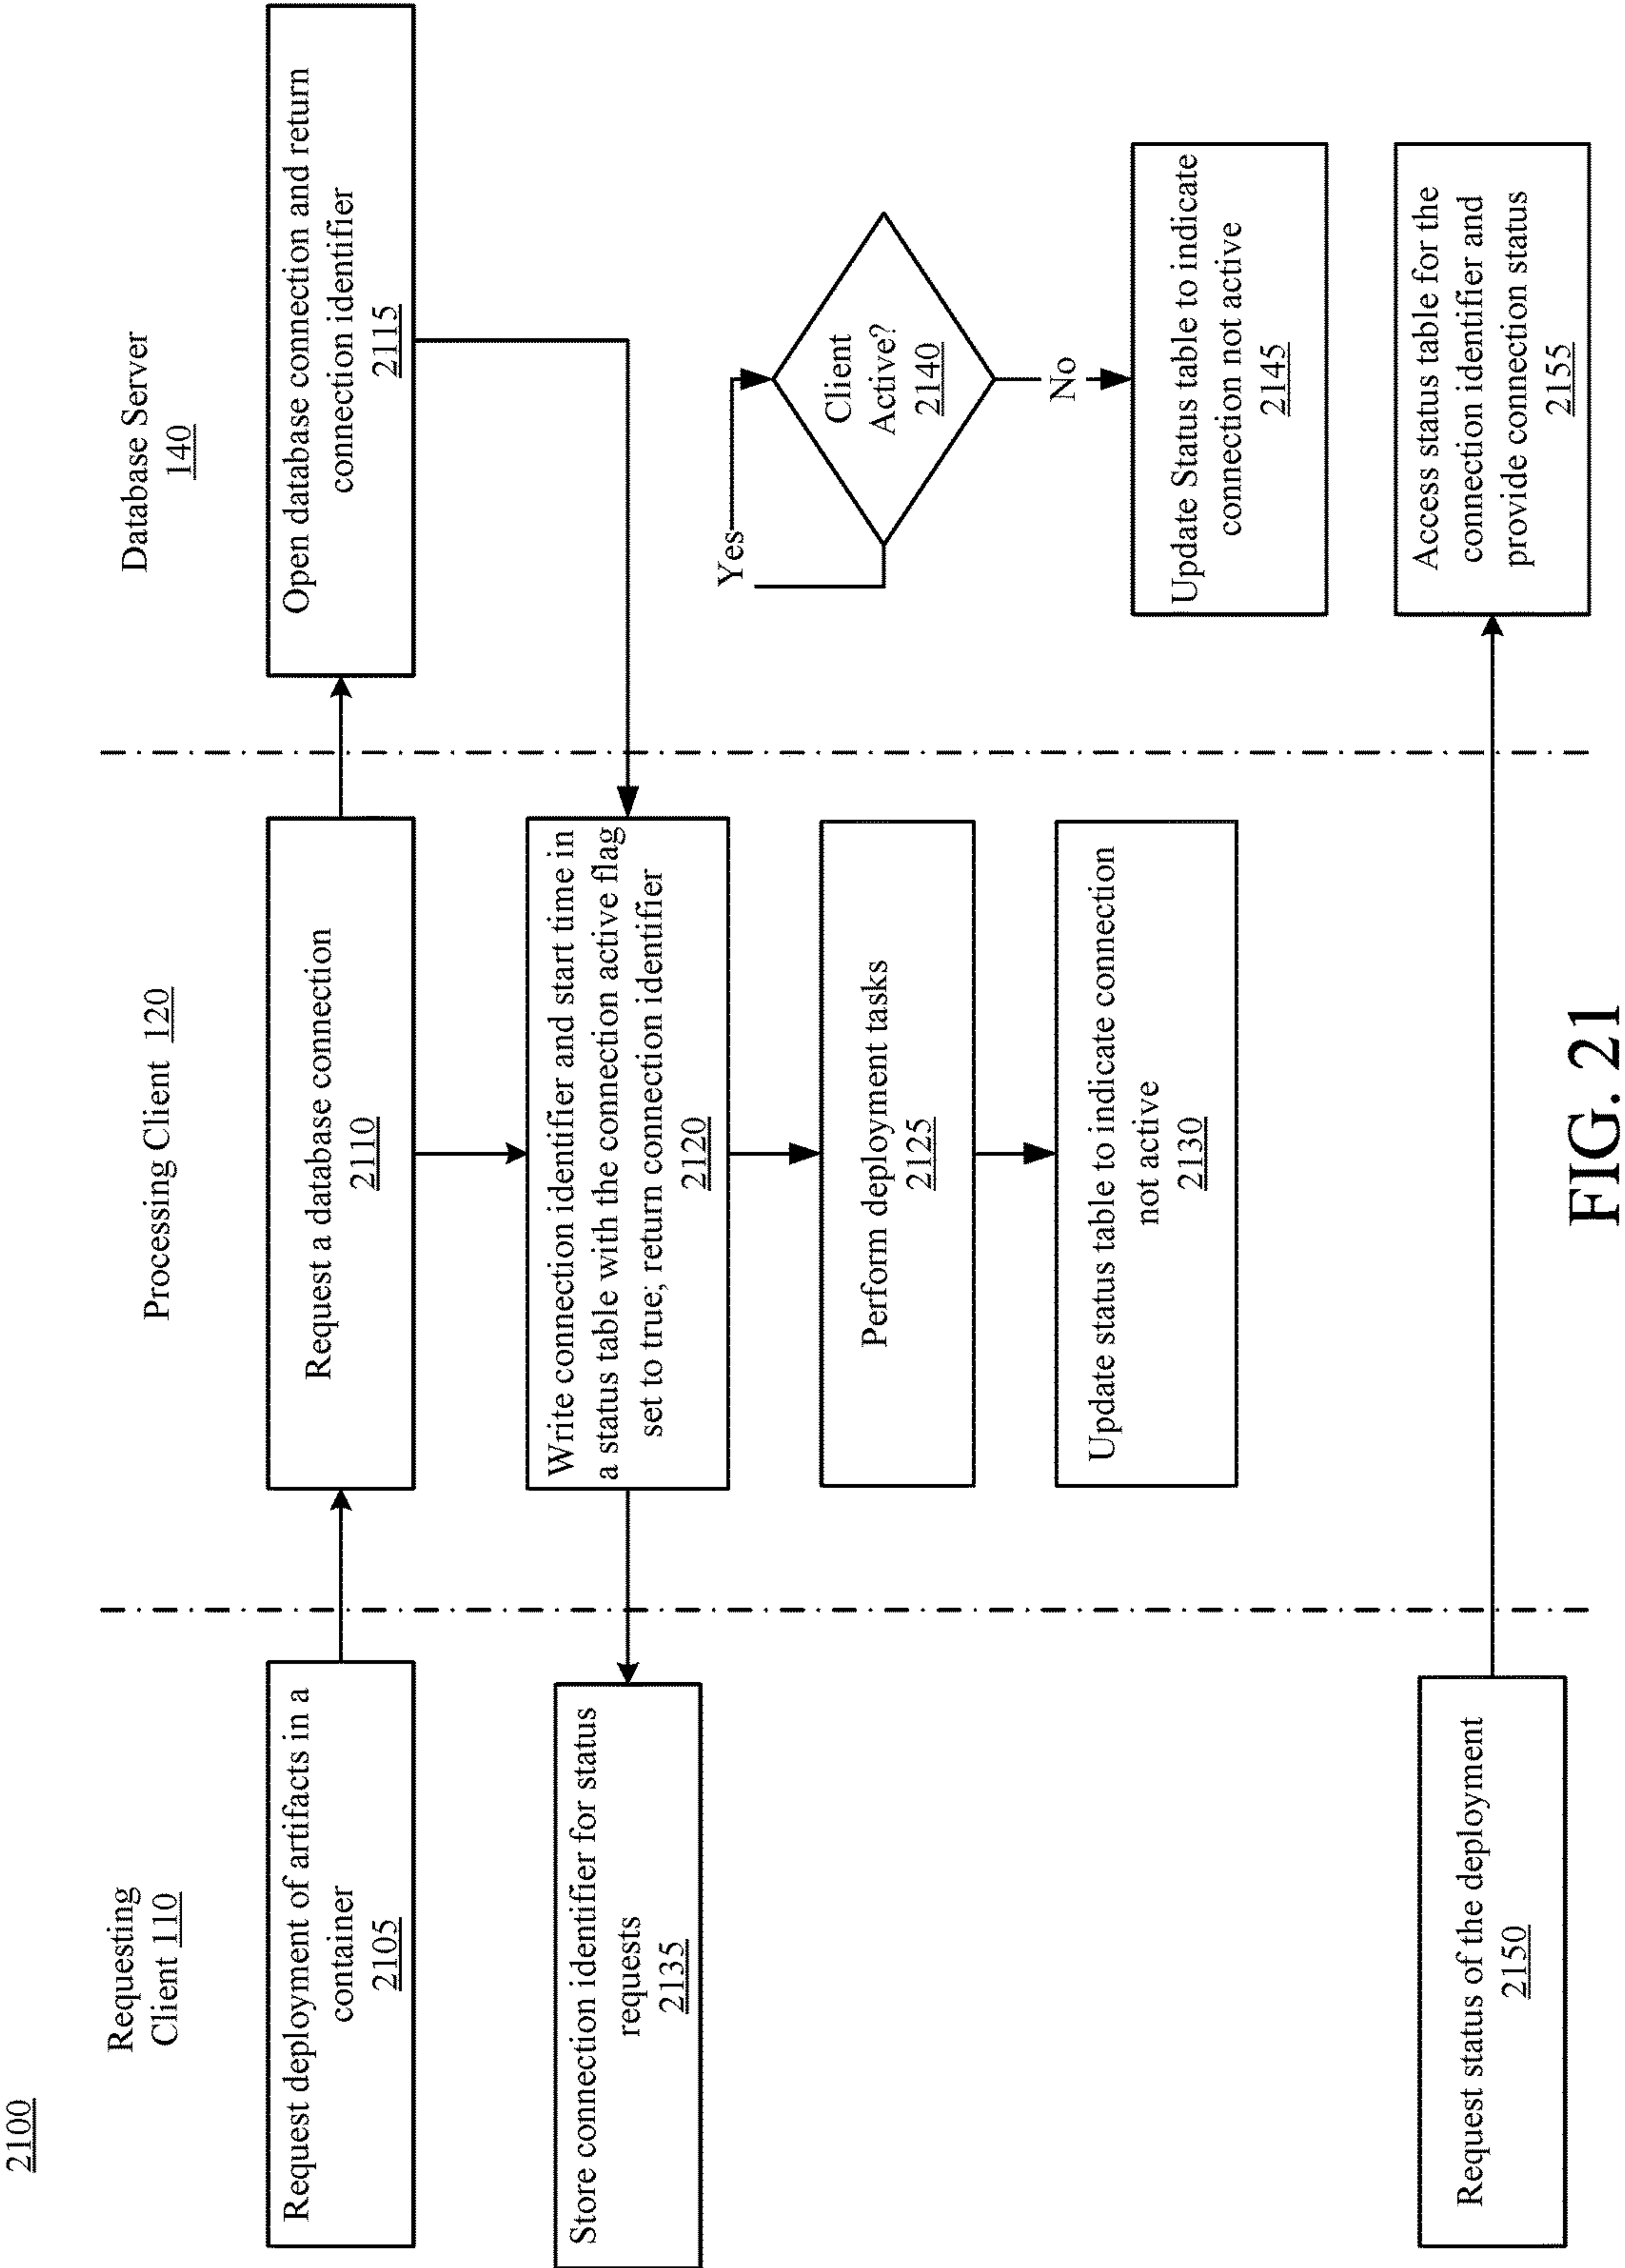 2100
Requesting
Client 110
Processing Client 120
Database Server
140
Request deployment of artifacts in a
container
2105
Request a database connection
2110
Open database connection and return
connection identifier
2115
Store connection identifier for status
requests
2135
Write connection identifier and start time in
a status table with the connection active flag
set to true; return connection identifier
2120
Perform deployment tasks
2125
Update status table to indicate connection
not active
2130
Yes
Client
Active?
2140
No
Update Status table to indicate
connection not active
2145
Request status of the deployment
2150
Access status table for the
connection identifier and
provide connection status
2155
FIG. 21